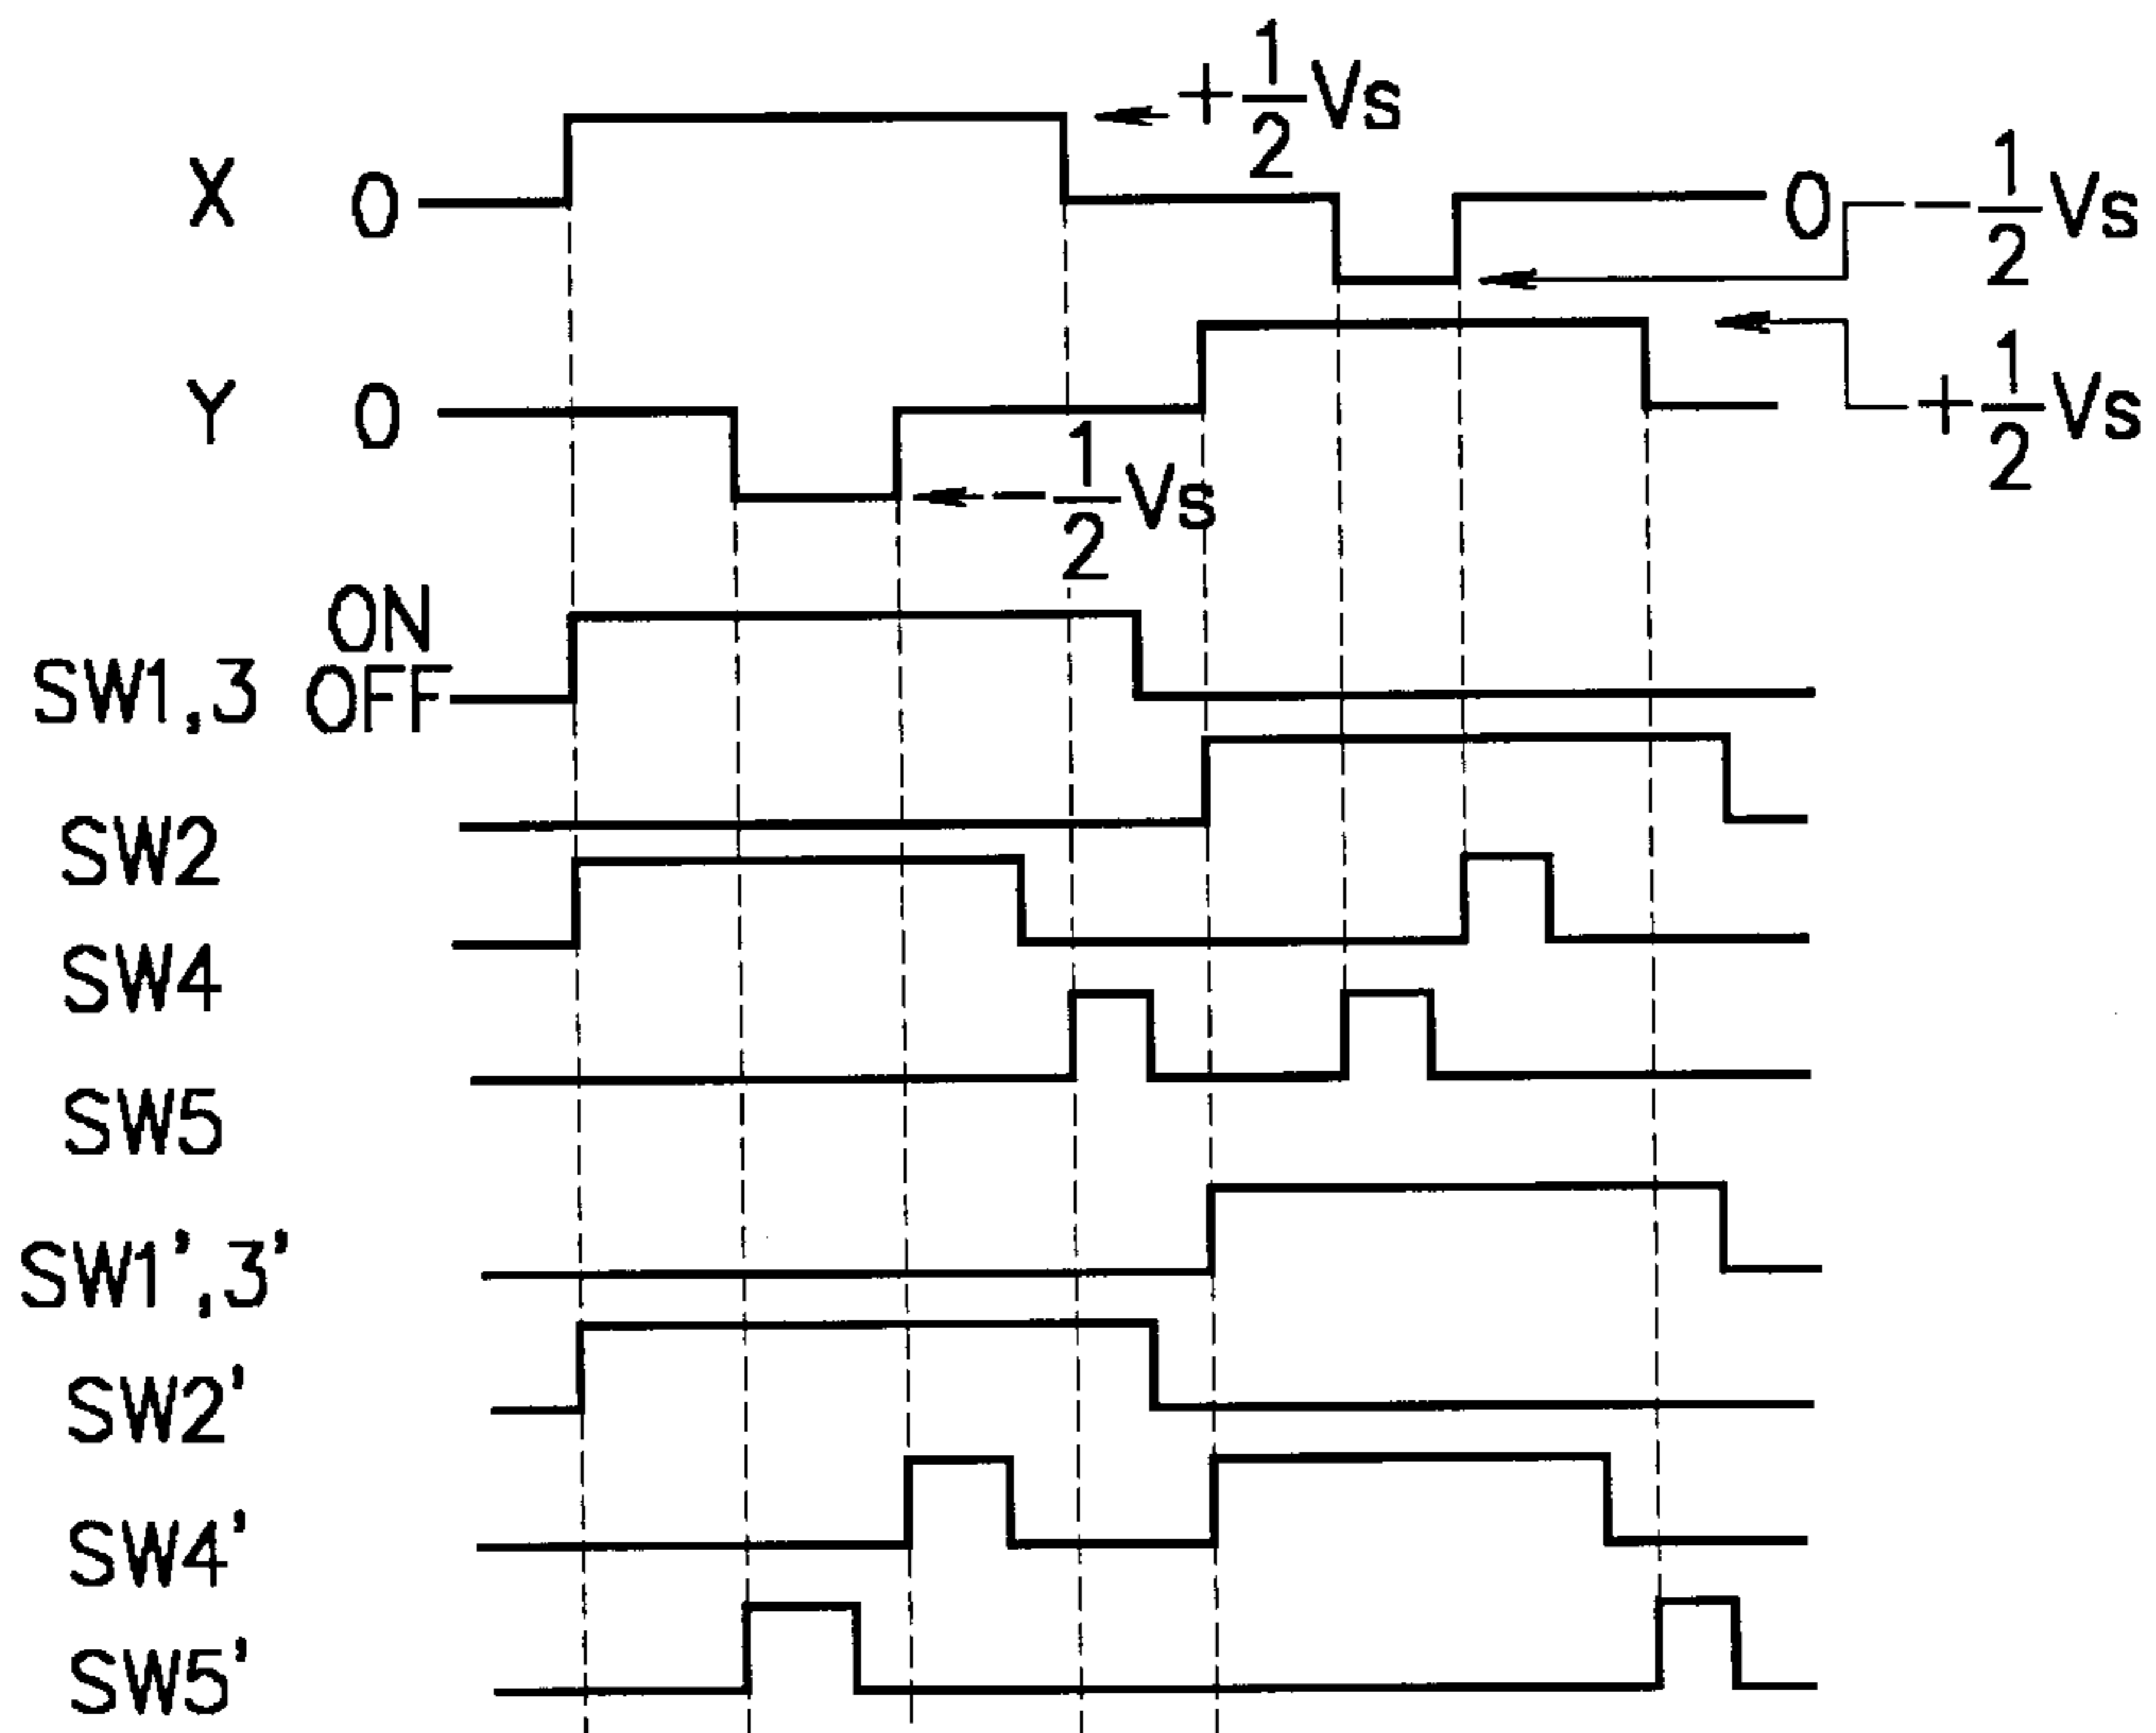 +1/2Vs
X 0
0 -1/2Vs
Y 0
+1/2Vs
-1/2Vs
ON
SW1,3 OFF
SW2
SW4
SW5
SW1',3'
SW2'
SW4'
SW5'